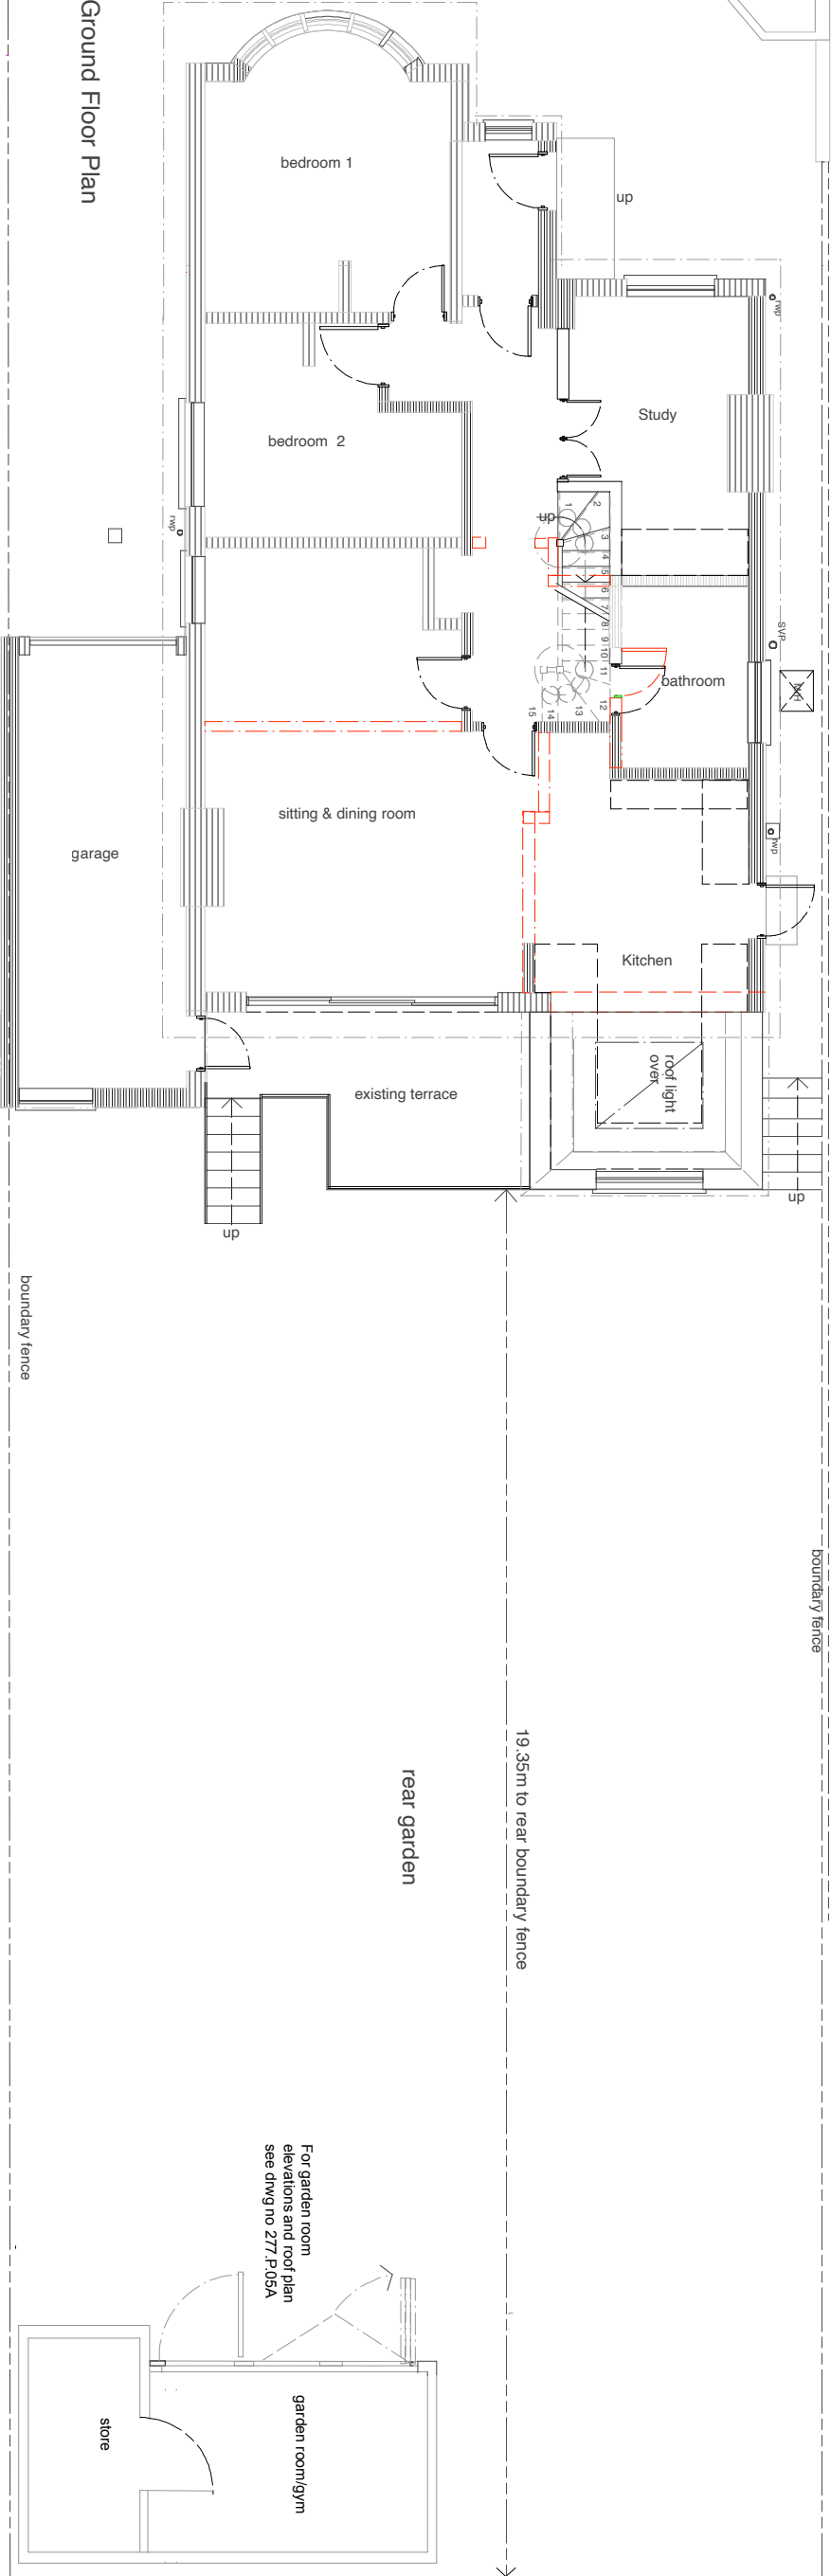 Ground Floor Plan
bedroom 1
up
rwp
Study
bedroom 2
rwp
up
1
2
3
4
5
6
7
8
9
10
11
12
13
14
15
SVP
MH
bathroom
sitting & dining room
garage
rwp
Kitchen
roof light
over
existing terrace
up
up
boundary fence
boundary fence
19.35m to rear boundary fence
rear garden
For garden room
elevations and roof plan
see drwg no 277.P.05A
store
garden room/gym